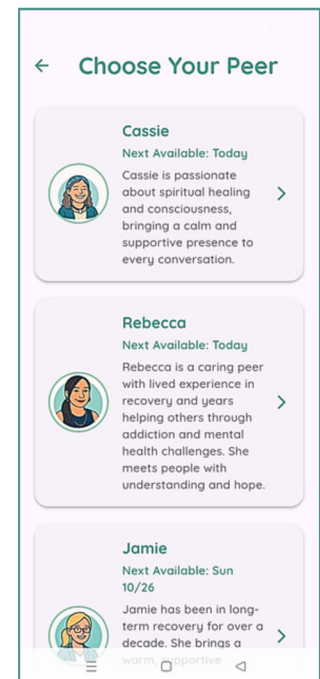 Choose Your Peer
Cassie
Next Available: Today
Cassie is passionate
about spiritual healing
and consciousness,
bringing a calm and
supportive presence to
every conversation.
Rebecca
Next Available: Today
Rebecca is a caring peer
with lived experience in
recovery and years
helping others through
addiction and mental
health challenges. She
meets people with
understanding and hope.
Jamie
Next Available: Sun
10/26
Jamie has been in long-
term recovery for over a
decade. She brings a
warm, supportive